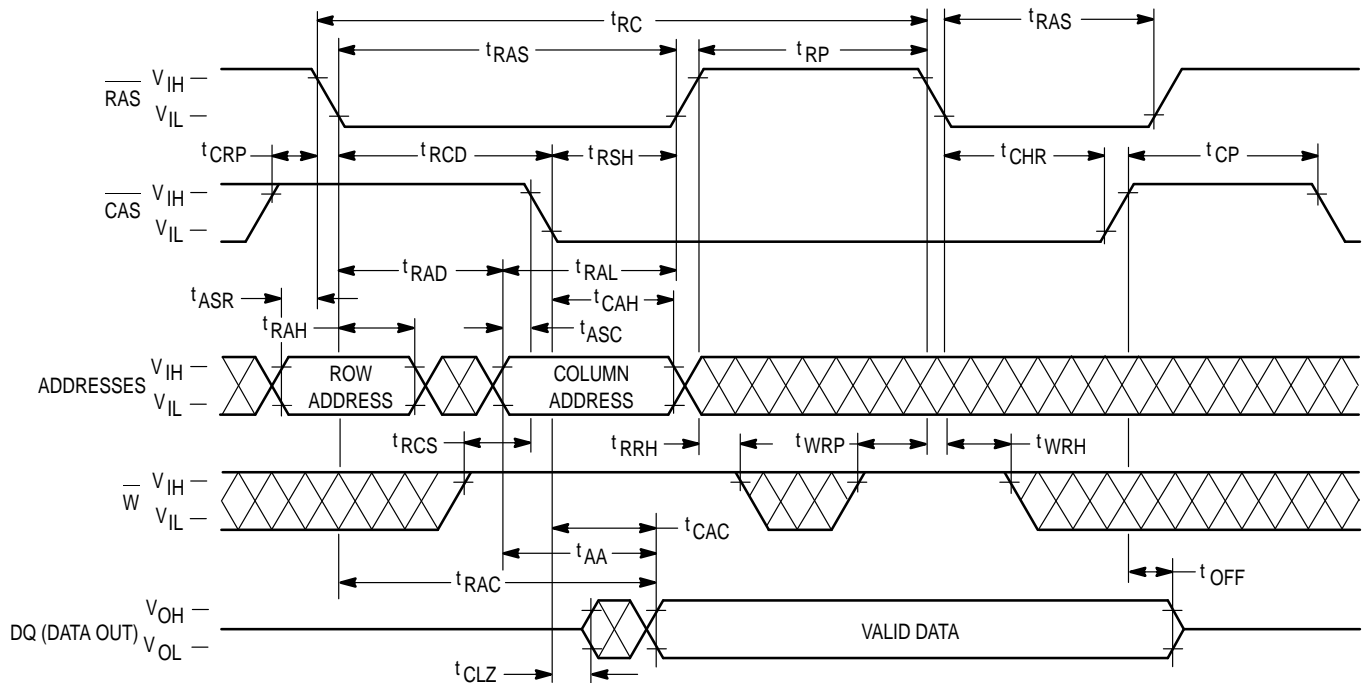 tRC
tRAS
tRAS
tRP
RAS
VIH
VIL
tCRP
tRCD
tRSH
tCHR
tCP
CAS
VIH
VIL
tRAD
tRAL
tASR
tCAH
tRAH
tASC
ADDRESSES
VIH
VIL
ROW
ADDRESS
COLUMN
ADDRESS
tRCS
tRRH
tWRP
tWRH
W
VIH
VIL
tCAC
tAA
tRAC
tOFF
DQ (DATA OUT)
VOH
VOL
VALID DATA
tCLZ